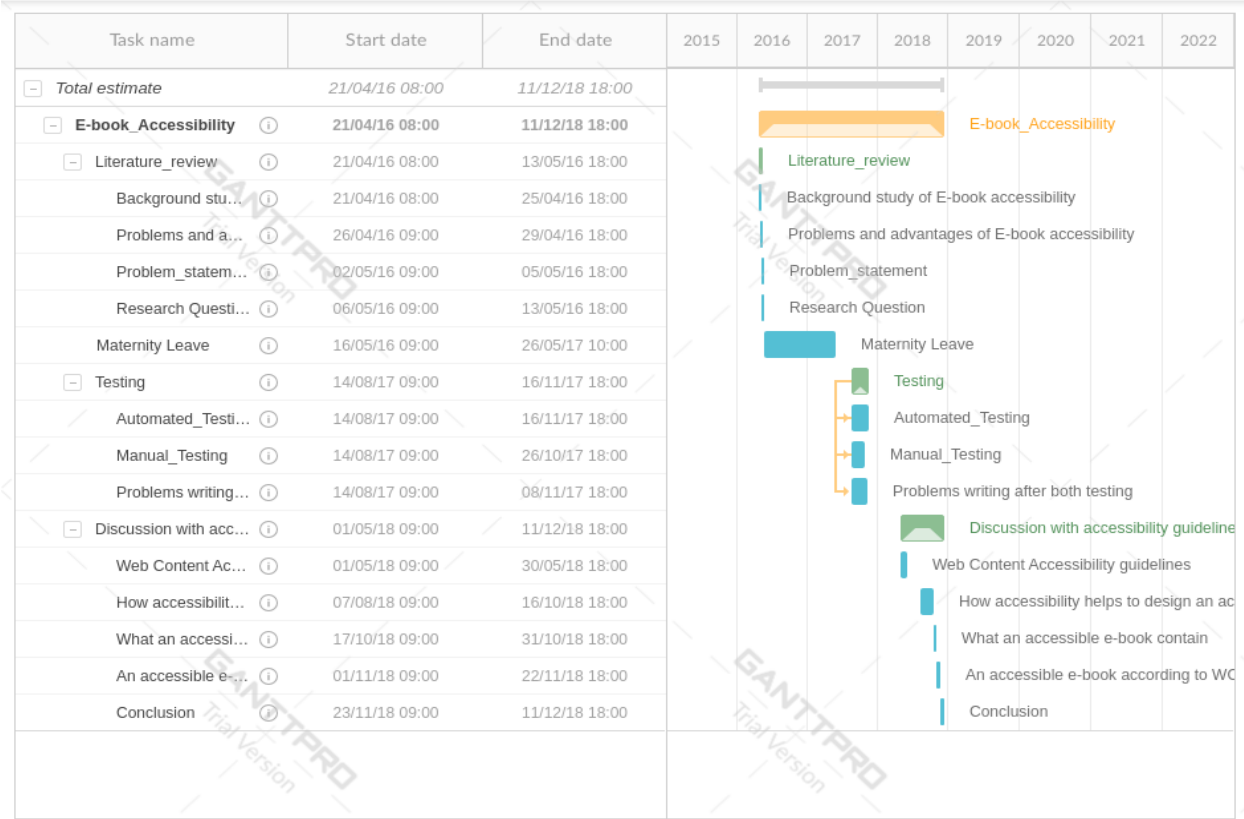 Task name Start date End date 2015 2016 2017 2018 2019 2020 2021 2022
Total estimate 21/04/16 08:00 11/12/18 18:00
E-book_Accessibility 21/04/16 08:00 11/12/18 18:00 E-book_Accessibility
Literature_review 21/04/16 08:00 13/05/16 18:00 Literature_review
Background stu... 21/04/16 08:00 25/04/16 18:00 Background study of E-book accessibility
Problems and a... 26/04/16 09:00 29/04/16 18:00 Problems and advantages of E-book accessibility
Problem_statem... 02/05/16 09:00 05/05/16 18:00 Problem_statement
Research Questi... 06/05/16 09:00 13/05/16 18:00 Research Question
Maternity Leave 16/05/16 09:00 26/05/17 10:00 Maternity Leave
Testing 14/08/17 09:00 16/11/17 18:00 Testing
Automated_Testi... 14/08/17 09:00 16/11/17 18:00 Automated_Testing
Manual_Testing 14/08/17 09:00 26/10/17 18:00 Manual_Testing
Problems writing... 14/08/17 09:00 08/11/17 18:00 Problems writing after both testing
Discussion with acc... 01/05/18 09:00 11/12/18 18:00 Discussion with accessibility guideline
Web Content Ac... 01/05/18 09:00 30/05/18 18:00 Web Content Accessibility guidelines
How accessibilit... 07/08/18 09:00 16/10/18 18:00 How accessibility helps to design an ac
What an accessi... 17/10/18 09:00 31/10/18 18:00 What an accessible e-book contain
An accessible e-... 01/11/18 09:00 22/11/18 18:00 An accessible e-book according to WC
Conclusion 23/11/18 09:00 11/12/18 18:00 Conclusion
GANTTPRO
Trial Version
GANTTPRO
Trial Version
GANTTPRO
Trial Version
GANTTPRO
Trial Version